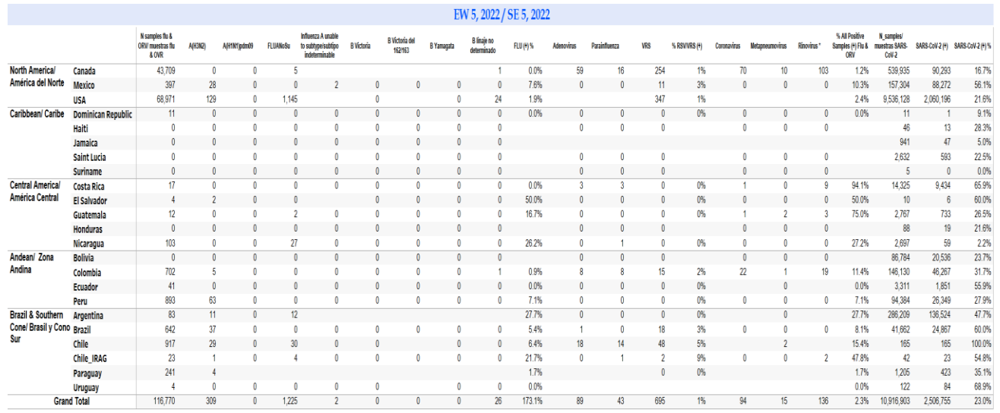 EW 5, 2022 / SE 5, 2022
N samples flu & ORV/ muestras flu & OVR A(H3N2) A(H1N1)pdm09 FLUANoSu Influenza A unable to subtype/subtipo indeterminable B Victoria B Victoria del 162/163 B Yamagata B linaje no determinado FLU (+) % Adenovirus Parainfluenza VRS % RSV/VRS (+) Coronavirus Metapneumovirus Rinovirus * % All Positive Samples (+) Flu & ORV N_samples/ muestras SARS-CoV-2 SARS-CoV-2 (+) SARS-CoV-2 (+) %
North America/ América del Norte
Canada 43,709 0 0 5 1 0.0% 59 16 254 1% 70 10 103 1.2% 539,935 90,293 16.7%
Mexico 397 28 0 0 2 0 0 0 0 7.6% 0 0 11 3% 0 0 0 10.3% 157,304 88,272 56.1%
USA 68,971 129 0 1,145 0 0 24 1.9% 347 1% 2.4% 9,536,128 2,060,196 21.6%
Caribbean/ Caribe
Dominican Republic 11 0 0 0 0 0 0 0 0 0.0% 0 0 0 0% 0 0 0 0.0% 11 1 9.1%
Haiti 0 0 0 0 0 0 0 0 0 0 0 0 0 0 0 46 13 28.3%
Jamaica 0 0 0 0 0 0 0 0 0 941 47 5.0%
Saint Lucia 0 0 0 0 0 0 0 0 0 0 0 0 0 0 0 2,632 593 22.5%
Suriname 0 0 0 0 0 0 0 0 0 0 0 0 0 0 0 5 0 0.0%
Central America/ América Central
Costa Rica 17 0 0 0 0 0 0 0 0 0.0% 3 3 0 0% 1 0 9 94.1% 14,325 9,434 65.9%
El Salvador 4 2 0 0 0 0 0 0 50.0% 0 0 0 0% 0 0 0 50.0% 10 6 60.0%
Guatemala 12 0 0 2 0 0 0 0 0 16.7% 0 0 0 0% 1 2 3 75.0% 2,767 733 26.5%
Honduras 0 0 0 0 0 0 0 0 0 0 0 0 0 0 0 88 19 21.6%
Nicaragua 103 0 0 27 0 0 0 0 0 26.2% 0 1 0 0% 0 0 0 27.2% 2,697 59 2.2%
Andean/ Zona Andina
Bolivia 0 0 0 0 0 0 0 0 0 0 0 0 0 0 86,784 20,536 23.7%
Colombia 702 5 0 0 0 0 0 0 1 0.9% 8 8 15 2% 22 1 19 11.4% 146,130 46,267 31.7%
Ecuador 41 0 0 0 0 0 0 0 0 0.0% 0 0 0 0% 0 0.0% 3,311 1,851 55.9%
Peru 893 63 0 0 0 0 0 0 0 7.1% 0 0 0 0% 0 0 0 7.1% 94,384 26,349 27.9%
Brazil & Southern Cone/ Brasil y Cono Sur
Argentina 83 11 0 12 0 0 0 27.7% 0 0 0 0% 0 27.7% 286,209 136,524 47.7%
Brazil 642 37 0 0 0 0 0 0 0 5.4% 1 0 18 3% 0 0 0 8.1% 41,662 24,867 60.0%
Chile 917 29 0 30 0 0 0 0 6.4% 18 14 48 5% 2 15.4% 165 165 100.0%
Chile_IRAG 23 1 0 4 0 0 0 0 0 21.7% 0 1 2 9% 0 0 2 47.8% 42 23 54.8%
Paraguay 241 4 1.7% 0 0% 1.7% 1,205 423 35.1%
Uruguay 4 0 0 0 0 0 0 0 0.0% 0.0% 122 84 68.9%
Grand Total 116,770 309 0 1,225 2 0 0 0 26 173.1% 89 43 695 1% 94 15 136 2.3% 10,916,903 2,506,755 23.0%